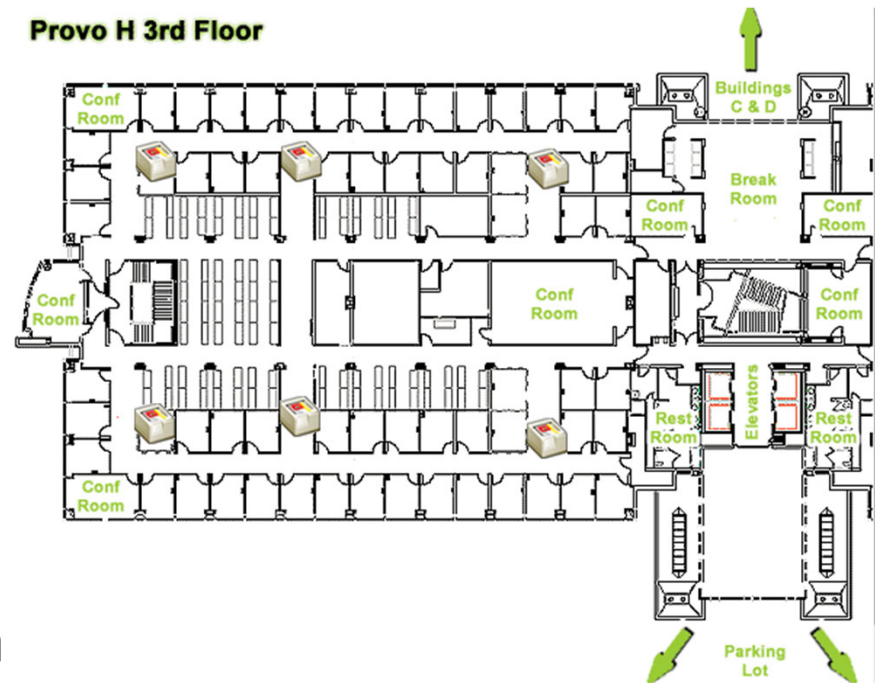 Provo H 3rd Floor
Buildings
C & D
Conf
Room
Break
Room
Conf
Room
Conf
Room
Conf
Room
Conf
Room
Conf
Room
Elevators
Rest
Room
Rest
Room
Conf
Room
Parking
Lot